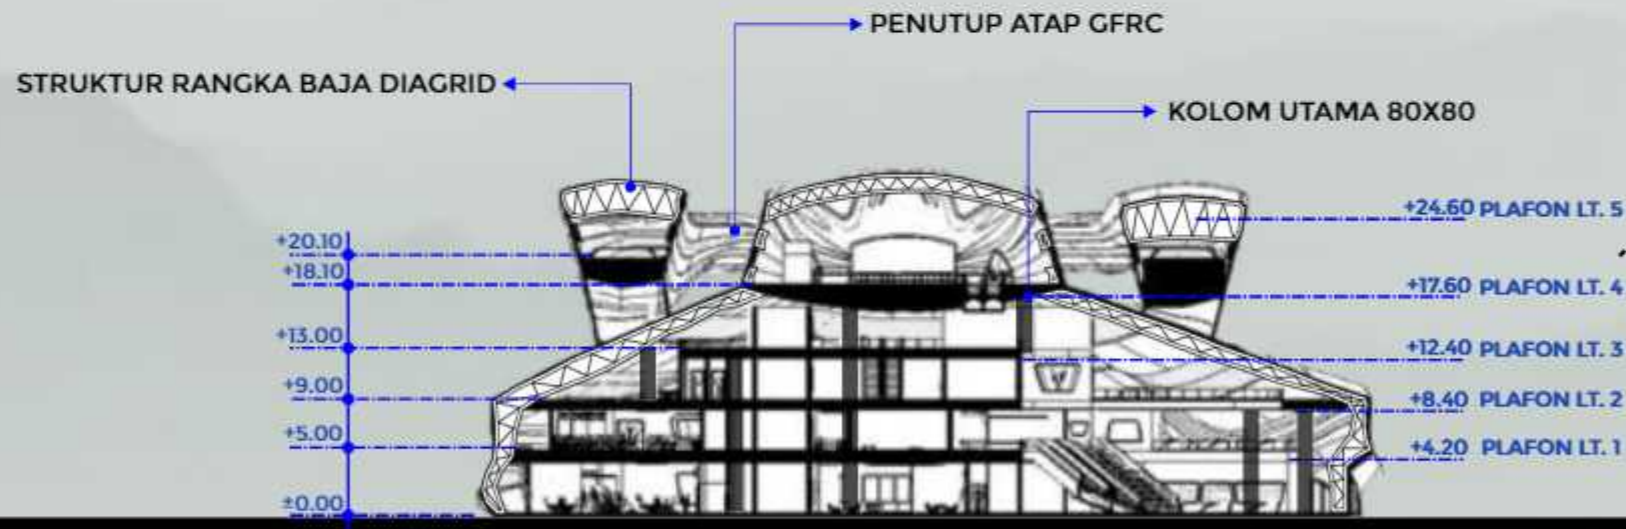 PENUTUP ATAP GFRC
STRUKTUR RANGKA BAJA DIAGRID
KOLOM UTAMA 80X80
+24.60 PLAFON LT. 5
+20.10
+18.10
+17.60 PLAFON LT. 4
+13.00
+12.40 PLAFON LT. 3
+9.00
+8.40 PLAFON LT. 2
+5.00
+4.20 PLAFON LT. 1
±0.00